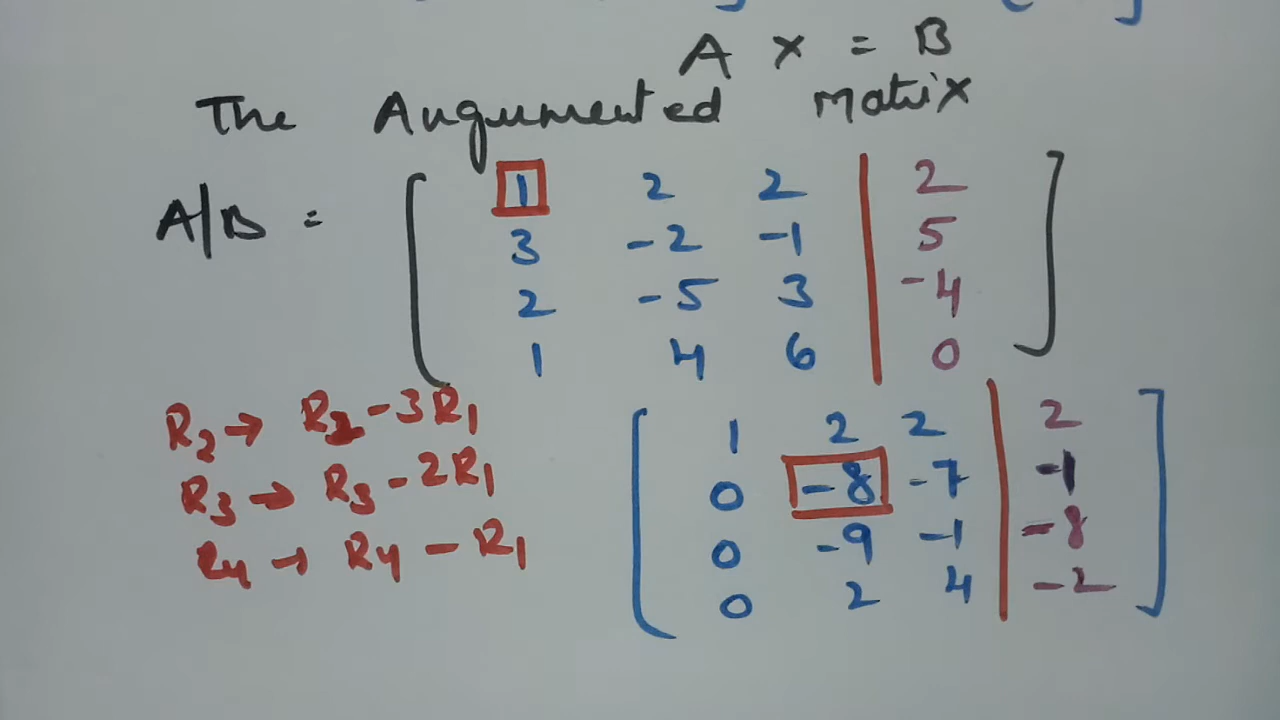 A x = B
The Augumented Matrix
A/B =
1 2 2 2
3 -2 -1 5
2 -5 3 -4
1 4 6 0
R2 → R2 - 3R1
R3 → R3 - 2R1
R4 → R4 - R1
1 2 2 2
0 -8 -7 -1
0 -9 -1 -8
0 2 4 -2